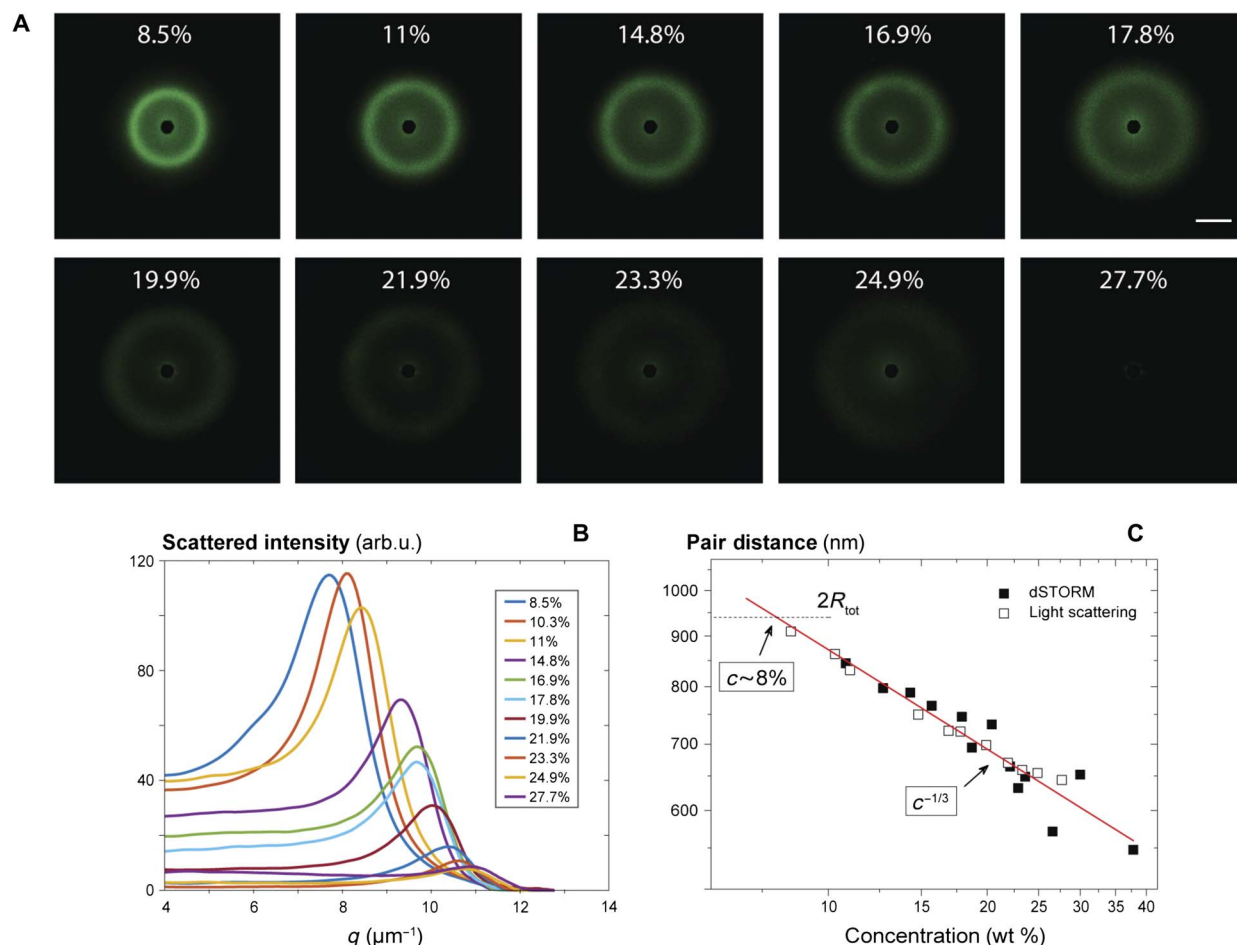 A
8.5% 11% 14.8% 16.9% 17.8%
19.9% 21.9% 23.3% 24.9% 27.7%
Scattered intensity (arb.u.) B
120
80
40
0
4 6 8 10 12 14
q (µm⁻¹)
8.5%
10.3%
11%
14.8%
16.9%
17.8%
19.9%
21.9%
23.3%
24.9%
27.7%
Pair distance (nm) C
1000
900
800
700
600
2Rtot
dSTORM
Light scattering
c~8%
c⁻¹/³
10 15 20 25 30 35 40
Concentration (wt %)